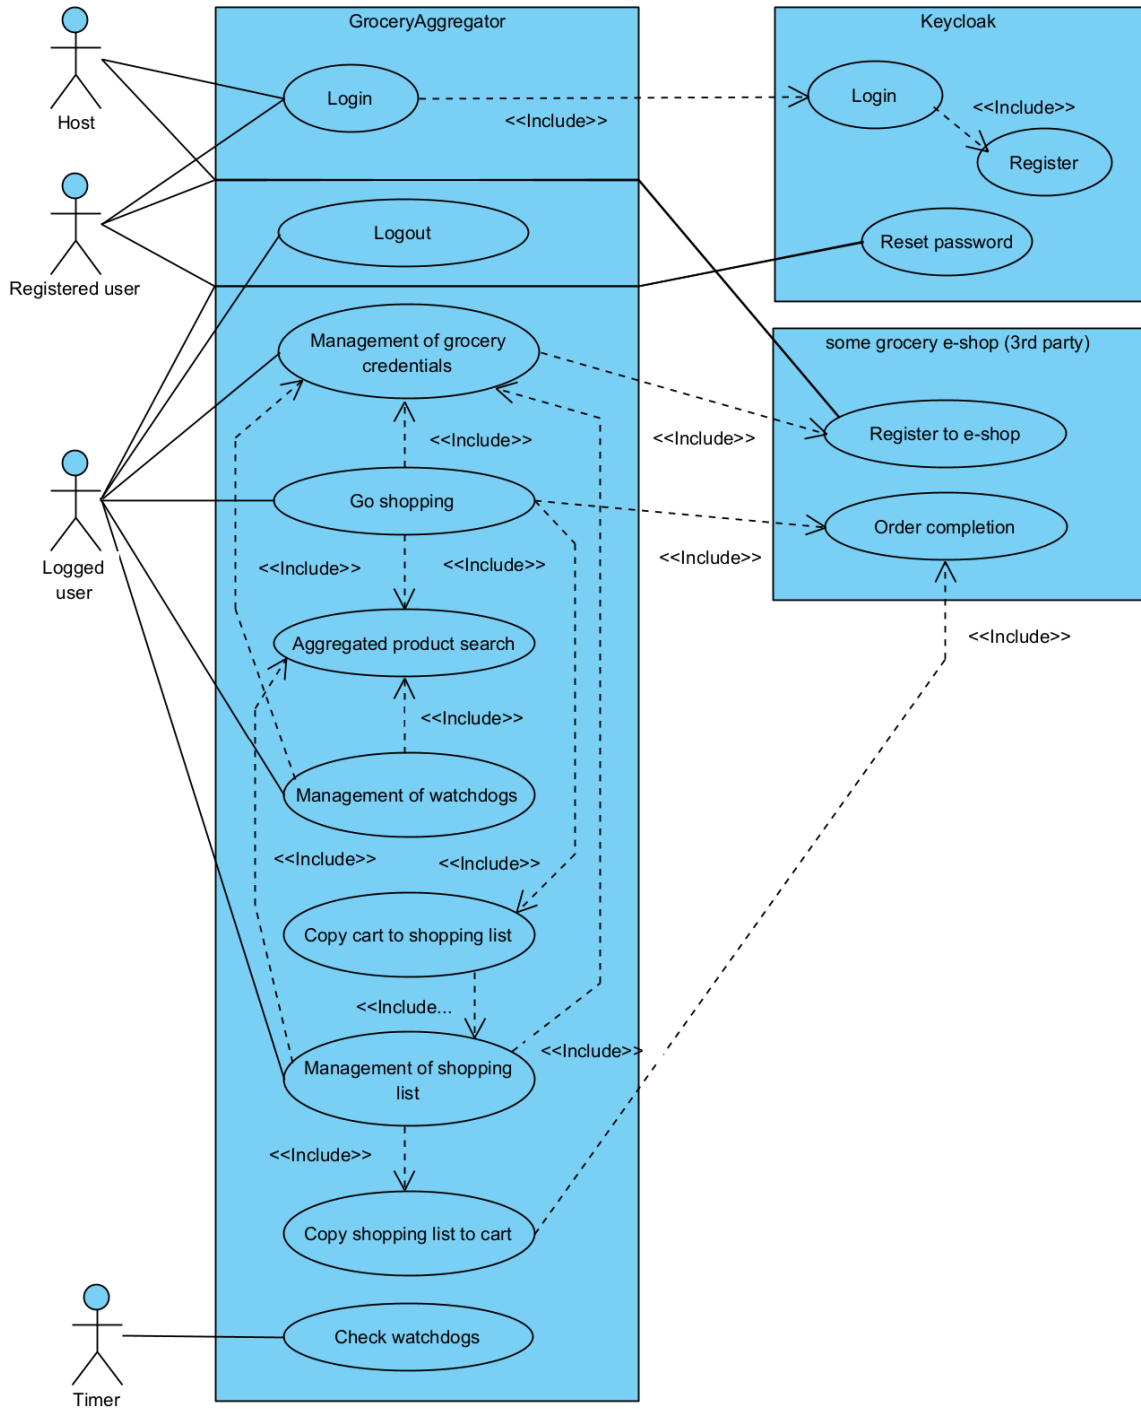 GroceryAggregator
Keycloak
Host
Login
<<Include>>
Login
<<Include>>
Register
Registered user
Logout
Reset password
Management of grocery
credentials
some grocery e-shop (3rd party)
<<Include>>
<<Include>>
Register to e-shop
Go shopping
Order completion
Logged
user
<<Include>>
<<Include>>
<<Include>>
Aggregated product search
<<Include>>
<<Include>>
Management of watchdogs
<<Include>>
<<Include>>
Copy cart to shopping list
<<Include...
<<Include>>
Management of shopping
list
<<Include>>
Copy shopping list to cart
Check watchdogs
Timer